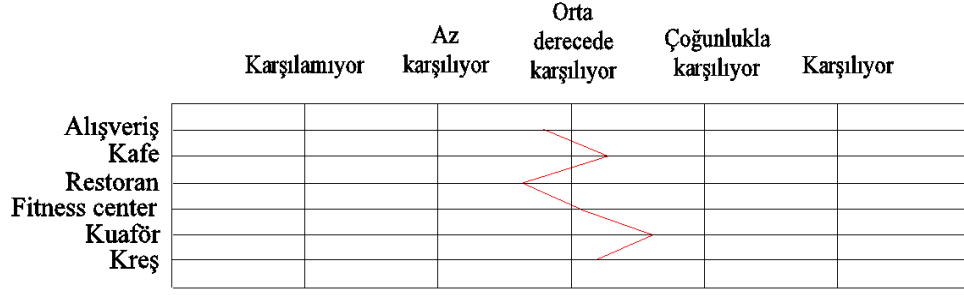 Karşılamıyor
Az
karşılıyor
Orta
derecede
karşılıyor
Çoğunlukla
karşılıyor
Karşılıyor
Alışveriş
Kafe
Restoran
Fitness center
Kuaför
Kreş